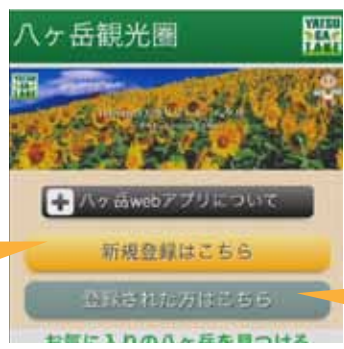 八ヶ岳観光圏
YATSU
GA
TAKE
八ヶ岳webアプリについて
新規登録はこちら
登録された方はこちら
お気に入りの八ヶ岳を見つける